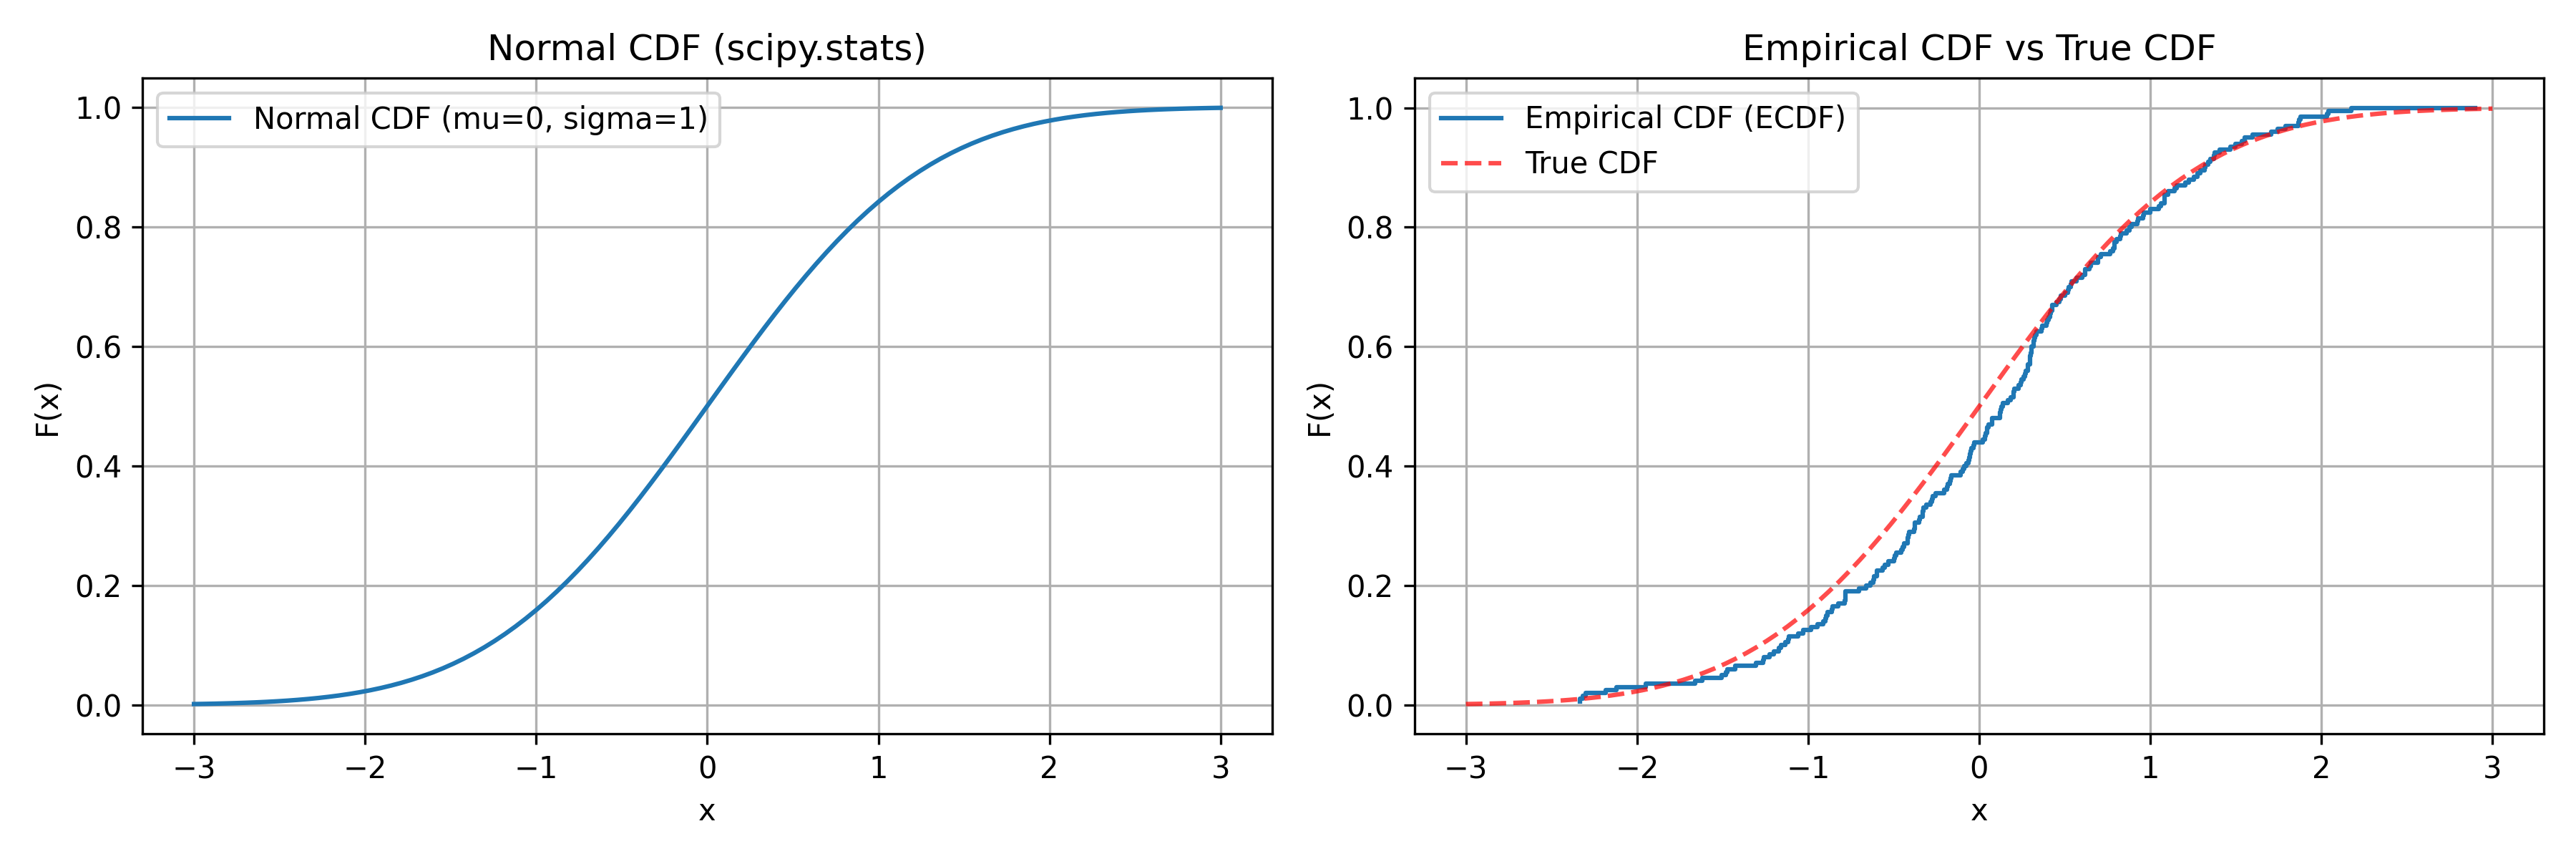 Normal CDF (scipy.stats)
Normal CDF (mu=0, sigma=1)
1.0
0.8
0.6
0.4
0.2
0.0
F(x)
−3 −2 −1 0 1 2 3
x
Empirical CDF vs True CDF
Empirical CDF (ECDF)
True CDF
1.0
0.8
0.6
0.4
0.2
0.0
F(x)
−3 −2 −1 0 1 2 3
x